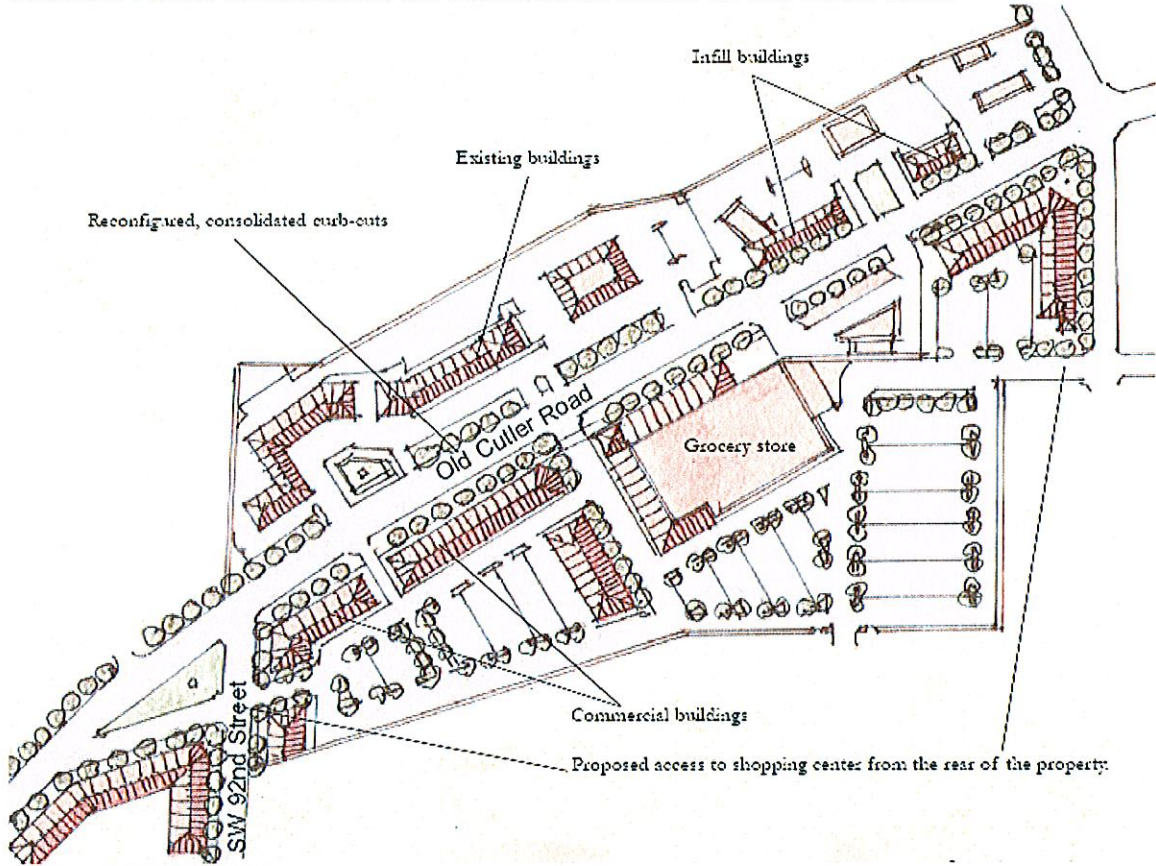 Infill buildings
Existing buildings
Reconfigured, consolidated curb-cuts
Old Culler Road
Grocery store
Commercial buildings
Proposed access to shopping center from the rear of the property
SW 92nd Street